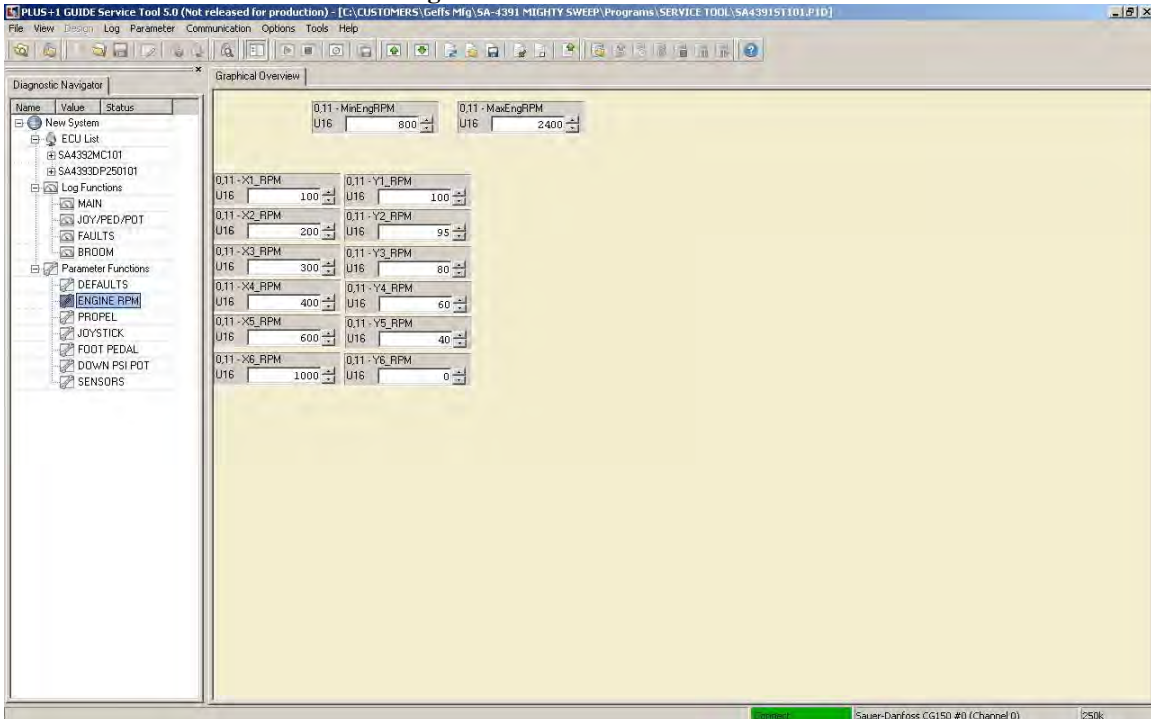 PLUS+1 GUIDE Service Tool 5.0 (Not released for production) - [C:\CUSTOMERS\Geffs Mfg\SA-4391 MIGHTY SWEEP\Programs\SERVICE TOOL\SA4391ST101.P1D]
File View Design Log Parameter Communication Options Tools Help
Diagnostic Navigator
Name Value Status
New System
ECU List
SA4392MC101
SA4393DP250101
Log Functions
MAIN
JOY/PED/POT
FAULTS
BROOM
Parameter Functions
DEFAULTS
ENGINE RPM
PROPEL
JOYSTICK
FOOT PEDAL
DOWN PSI POT
SENSORS
Graphical Overview
0,11 - MinEngRPM 0,11 - MaxEngRPM
U16 800 U16 2400
0,11 - X1_RPM 0,11 - Y1_RPM
U16 100 U16 100
0,11 - X2_RPM 0,11 - Y2_RPM
U16 200 U16 95
0,11 - X3_RPM 0,11 - Y3_RPM
U16 300 U16 80
0,11 - X4_RPM 0,11 - Y4_RPM
U16 400 U16 60
0,11 - X5_RPM 0,11 - Y5_RPM
U16 600 U16 40
0,11 - X6_RPM 0,11 - Y6_RPM
U16 1000 U16 0
Connect Sauer-Danfoss CG150 #0 (Channel 0) 250k